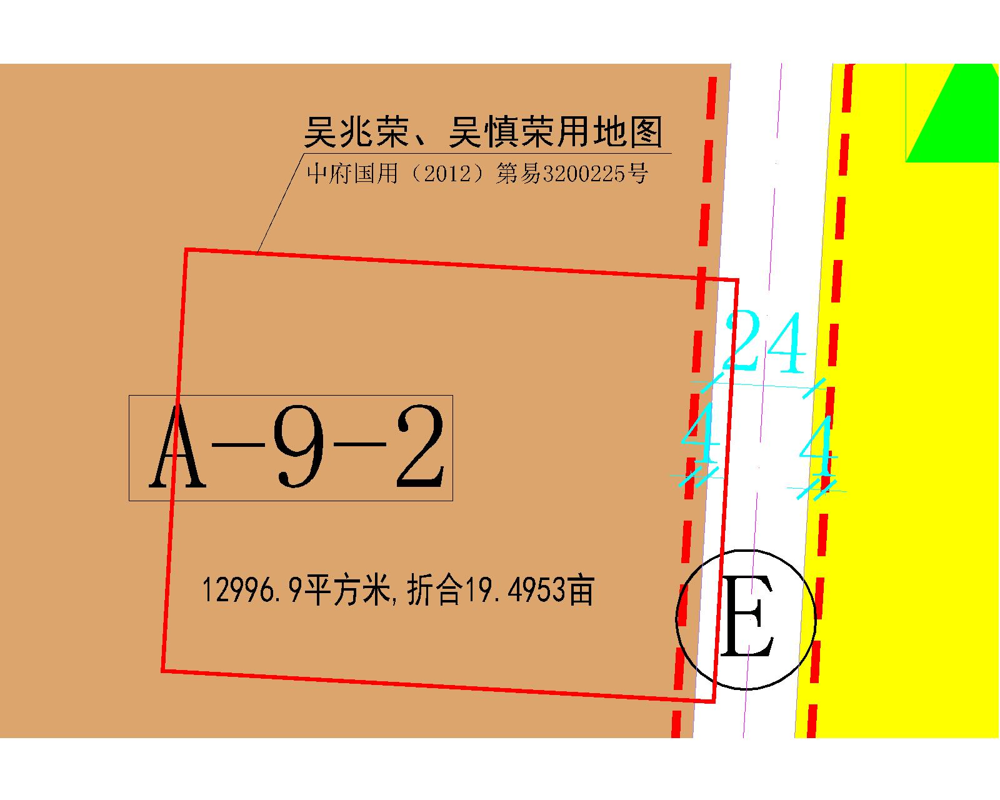 吴兆荣、吴慎荣用地图
中府国用（2012）第易3200225号
24
A-9-2
4
4
12996.9平方米,折合19.4953亩
E